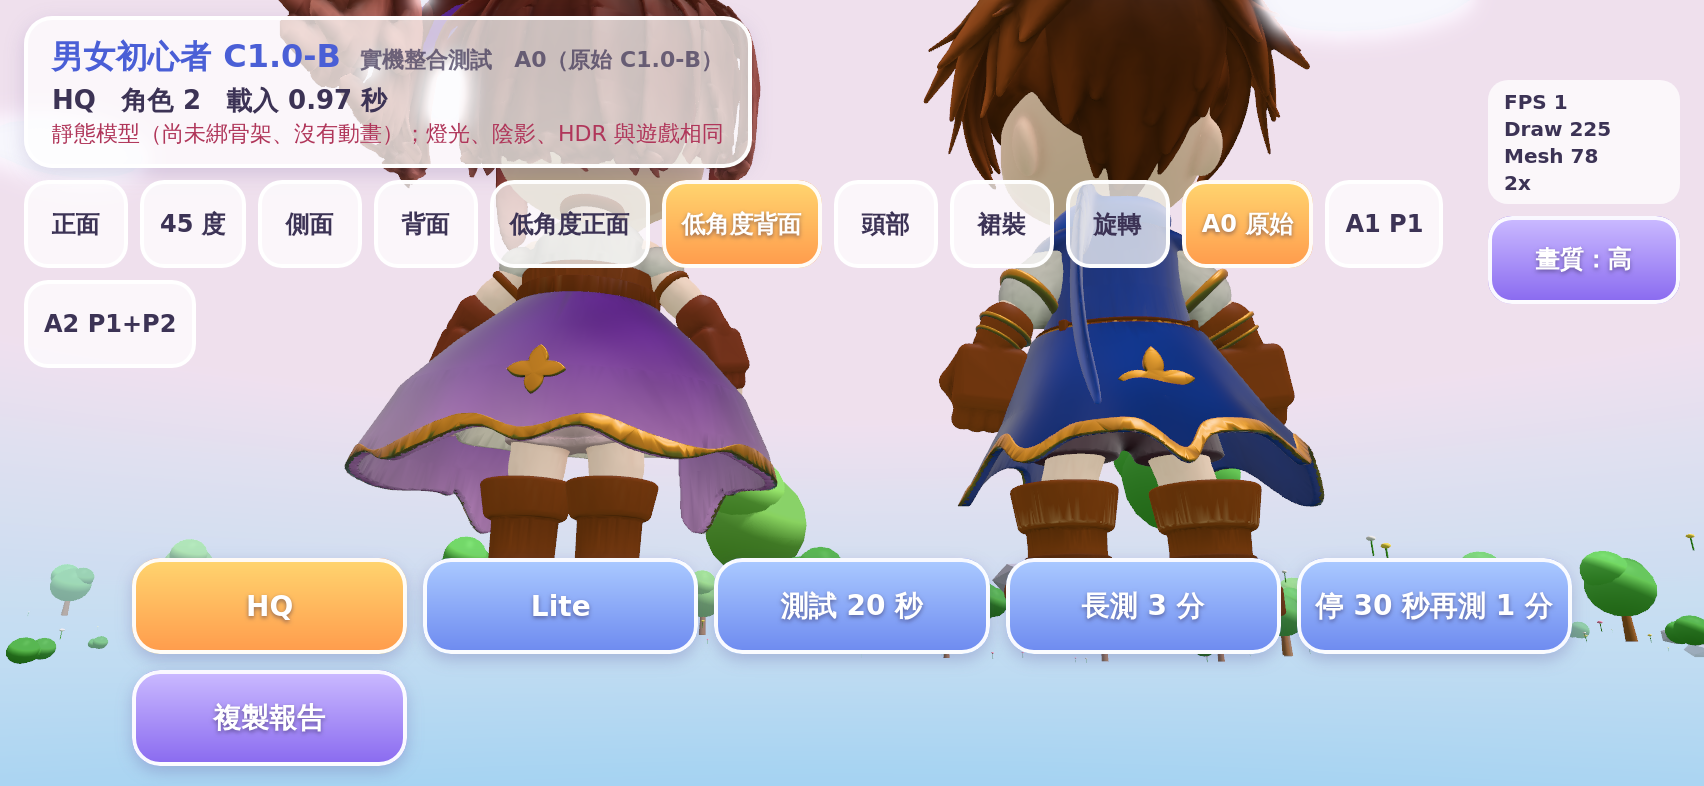 男女初心者 C1.0-B 實機整合測試 A0（原始 C1.0-B）
HQ 角色 2 載入 0.97 秒
靜態模型（尚未綁骨架、沒有動畫）；燈光、陰影、HDR 與遊戲相同
FPS 1
Draw 225
Mesh 78
2x
正面 45 度 側面 背面 低角度正面 低角度背面 頭部 裙裝 旋轉 A0 原始 A1 P1
畫質：高
A2 P1+P2
HQ Lite 測試 20 秒 長測 3 分 停 30 秒再測 1 分
複製報告